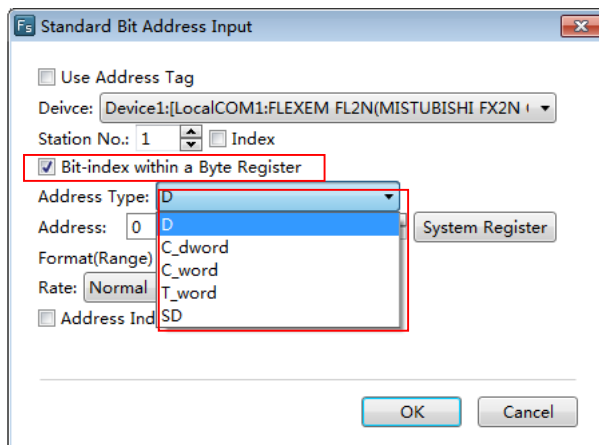 Fs Standard Bit Address Input
Use Address Tag
Deivce: Device1:[LocalCOM1:FLEXEM FL2N(MISTUBISHI FX2N
Station No.: 1 Index
Bit-index within a Byte Register
Address Type: D
Address: 0 D System Register
C_dword
Format(Range)
C_word
Rate: Normal T_word
Address Ind SD
OK Cancel